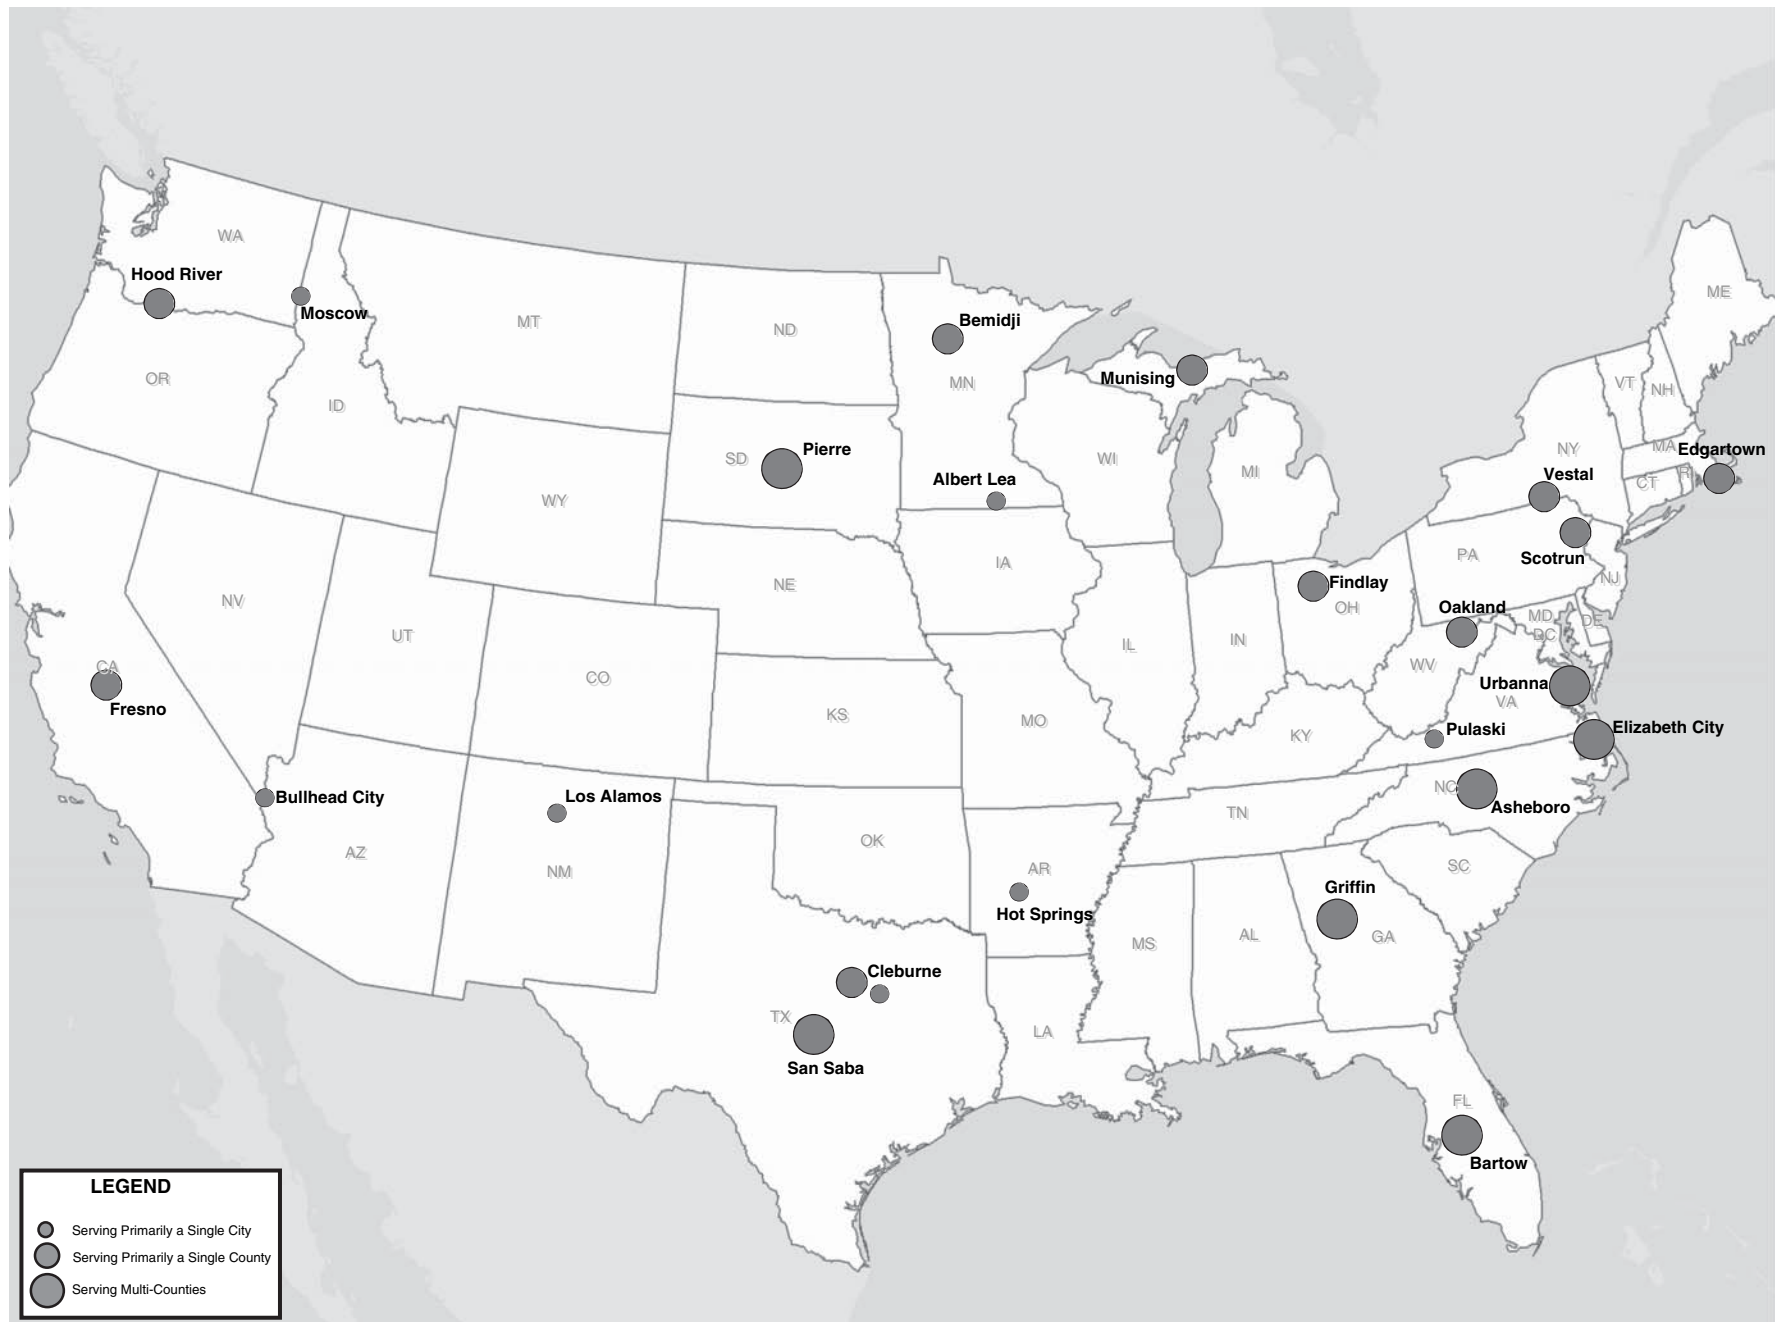 WA
Hood River
Moscow
MT
ND
Bemidji
ME
OR
ID
MN
Munising
VT
NH
SD
Pierre
WI
MI
NY
MA
Edgartown
RI
CT
Vestal
WY
Albert Lea
IA
PA
Scotrun
NJ
NE
Findlay
OH
Oakland
MD
DC
DE
NV
UT
CO
IL
IN
WV
Urbanna
VA
CA
Fresno
KS
MO
KY
Pulaski
Elizabeth City
Bullhead City
Los Alamos
NC
Asheboro
TN
AZ
NM
OK
AR
Hot Springs
SC
Griffin
GA
MS
AL
Cleburne
TX
San Saba
LA
FL
Bartow
LEGEND
Serving Primarily a Single City
Serving Primarily a Single County
Serving Multi-Counties